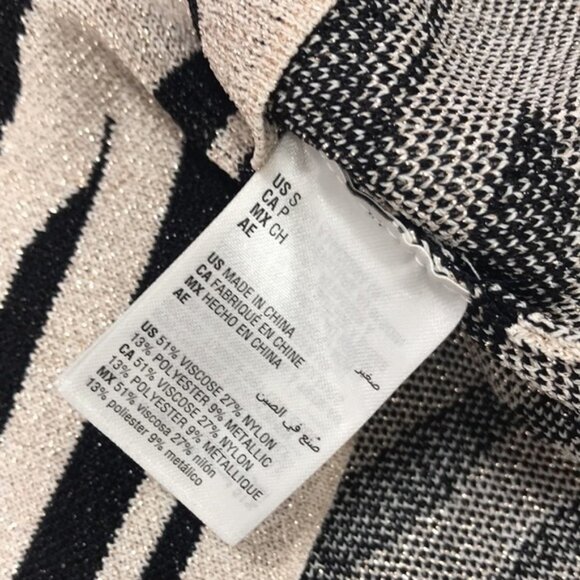 US S
CA P
MX CH
AE صغير
US MADE IN CHINA
CA FABRIQUÉ EN CHINE
MX HECHO EN CHINA
AE صُنع في الصين
US 51% VISCOSE 27% NYLON
13% POLYESTER 9% METALLIC
CA 51% VISCOSE 27% NYLON
13% POLYESTER 9% MÉTALLIQUE
MX 51% viscosa 27% nilón
13% poliester 9% metálico